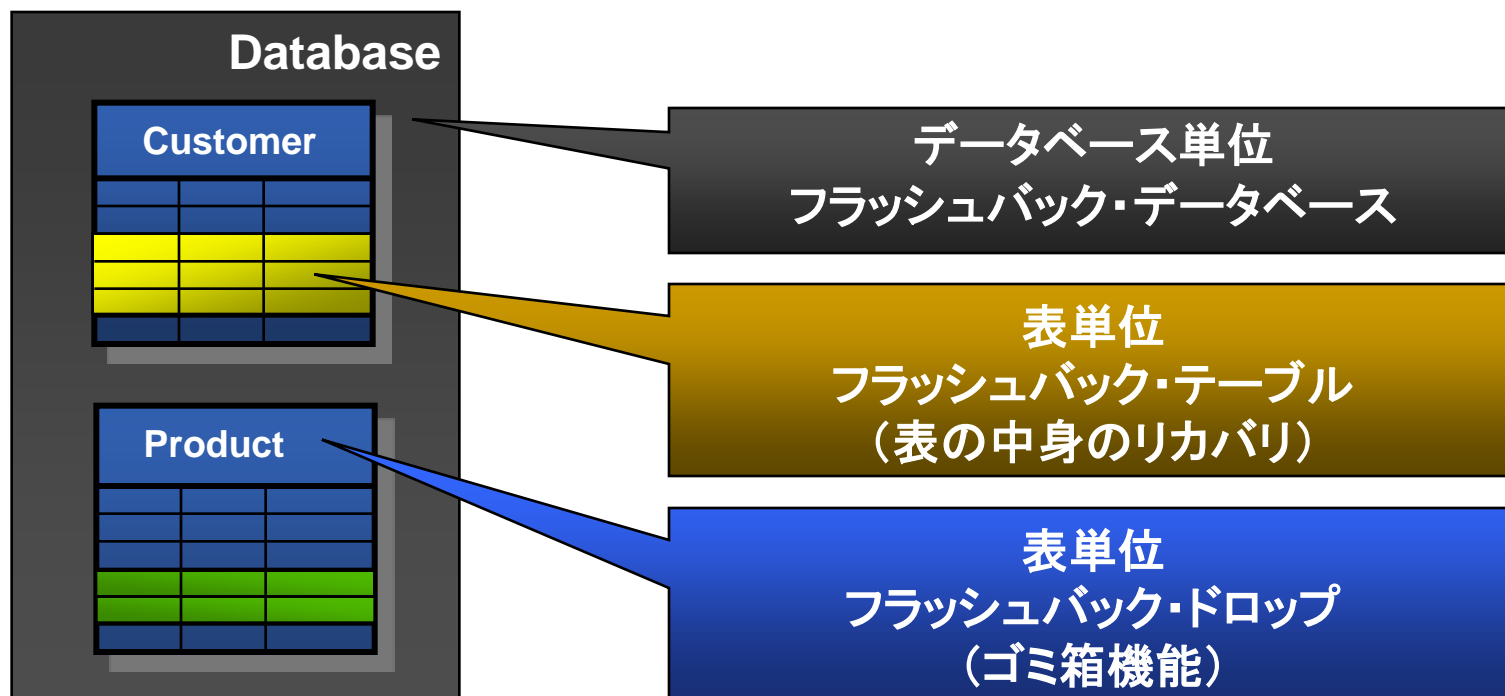 Database
Customer
Product
データベース単位
フラッシュバック・データベース
表単位
フラッシュバック・テーブル
（表の中身のリカバリ）
表単位
フラッシュバック・ドロップ
（ゴミ箱機能）